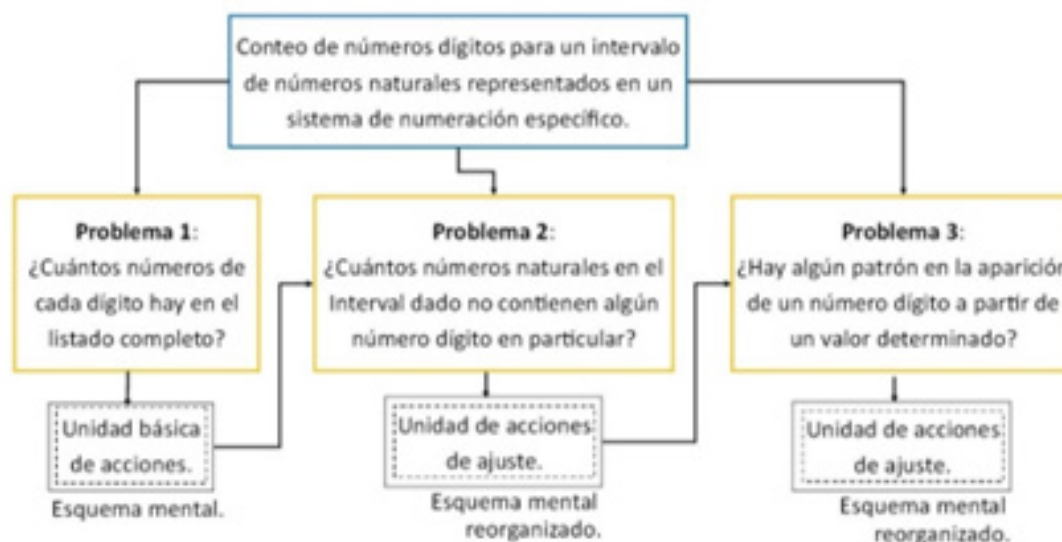 Conteo de números dígitos para un intervalo
de números naturales representados en un
sistema de numeración específico.
Problema 1:
¿Cuántos números de
cada dígito hay en el
listado completo?
Problema 2:
¿Cuántos números naturales en el
Interval dado no contienen algún
número dígito en particular?
Problema 3:
¿Hay algún patrón en la aparición
de un número dígito a partir de
un valor determinado?
Unidad básica
de acciones.
Esquema mental.
Unidad de acciones
de ajuste.
Esquema mental
reorganizado.
Unidad de acciones
de ajuste.
Esquema mental
reorganizado.